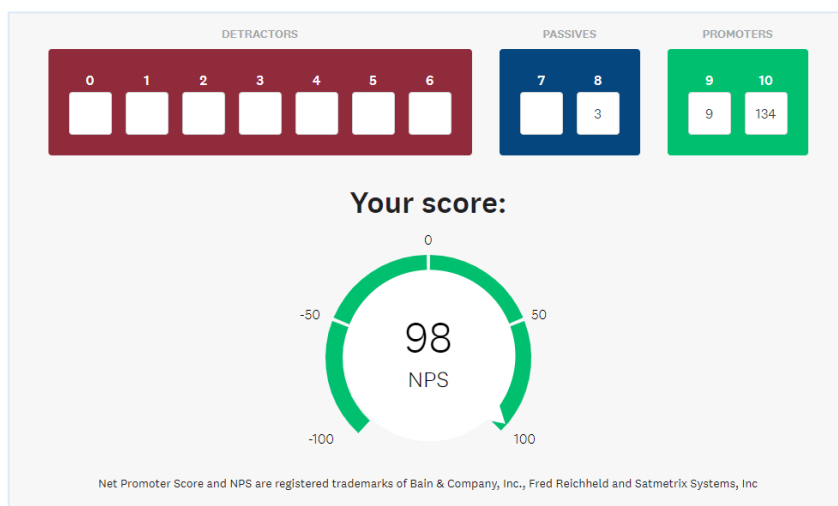 DETRACTORS PASSIVES PROMOTERS
0 1 2 3 4 5 6 7 8 9 10
3 9 134
Your score:
0
-50 50
98
NPS
-100 100
Net Promoter Score and NPS are registered trademarks of Bain & Company, Inc., Fred Reichheld and Satmetrix Systems, Inc